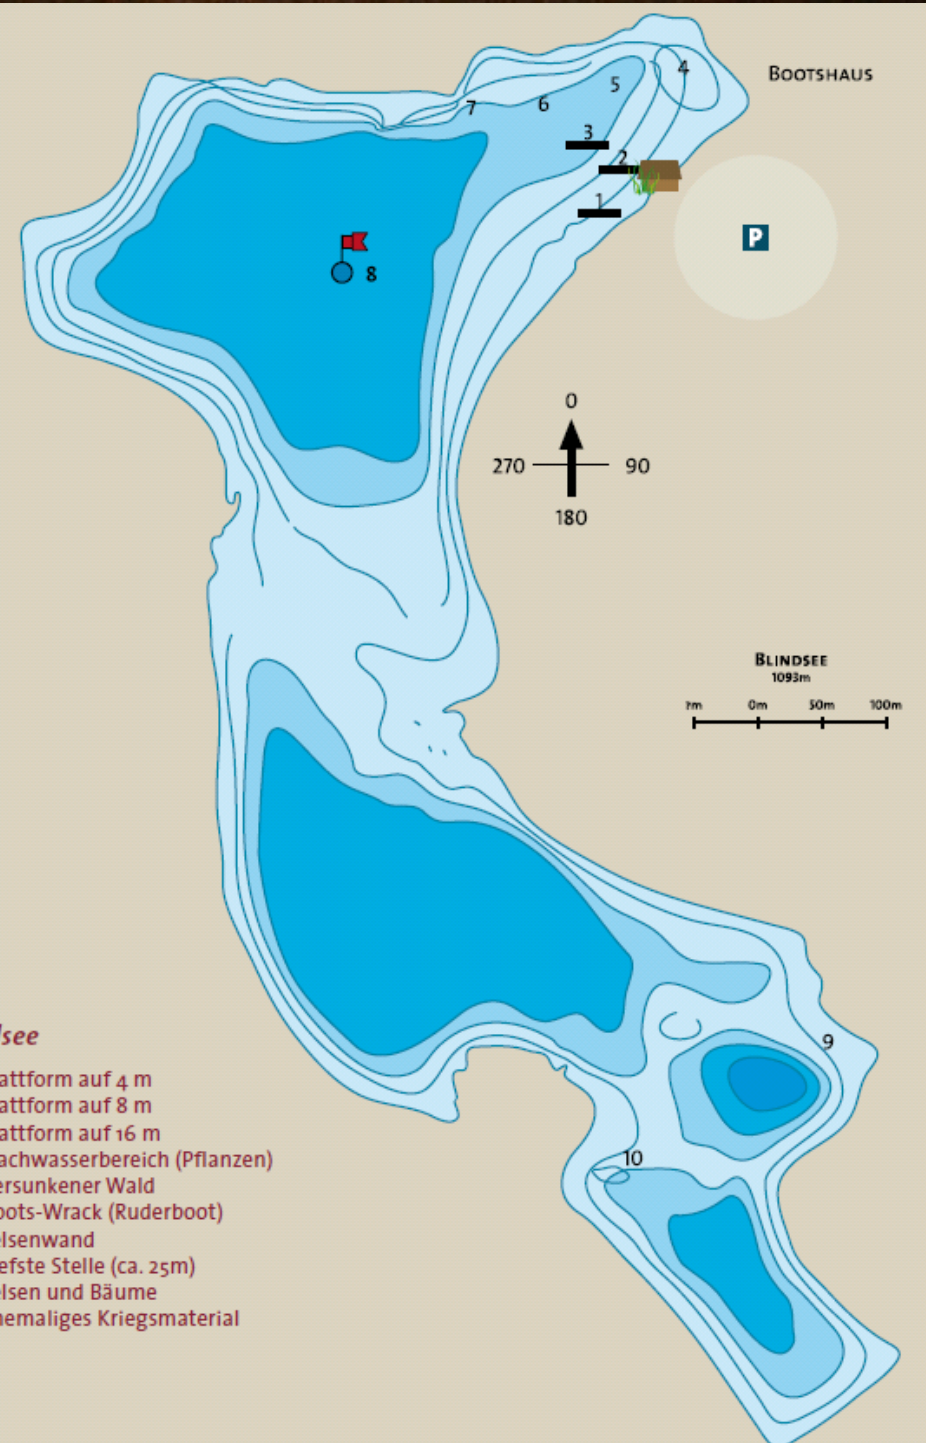 4
BOOTSHAUS
5
6
7
3
2
1
P
8
0
270
90
180
BLINDSEE
1093m
?m 0m 50m 100m
lsee
attform auf 4 m
attform auf 8 m
attform auf 16 m
achwasserbereich (Pflanzen)
ersunkener Wald
oots-Wrack (Ruderboot)
elsenwand
efste Stelle (ca. 25m)
elsen und Bäume
hemaliges Kriegsmaterial
9
10